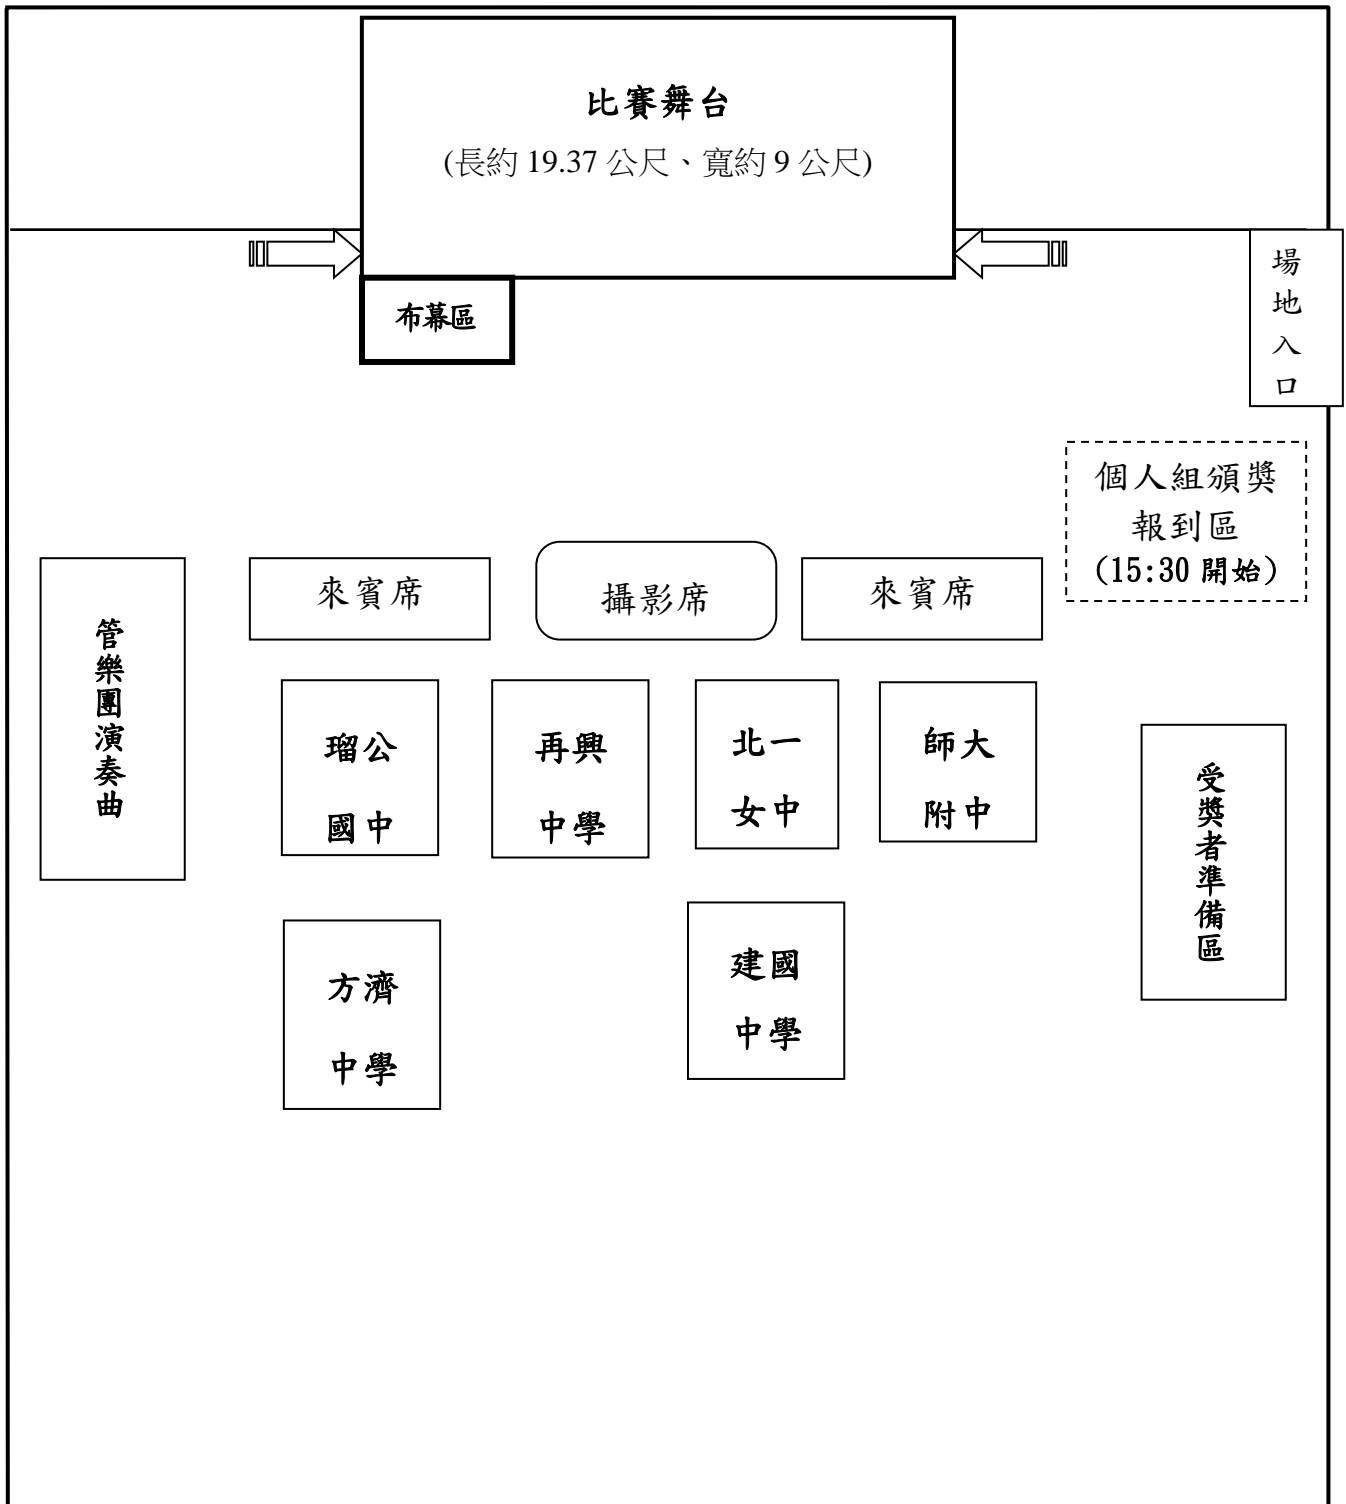 比賽舞台
(長約 19.37 公尺、寬約 9 公尺)
場
地
入
口
布幕區
個人組頒獎
報到區
(15:30 開始)
來賓席
攝影席
來賓席
管樂團演奏曲
瑠公
國中
再興
中學
北一
女中
師大
附中
受獎者準備區
方濟
中學
建國
中學